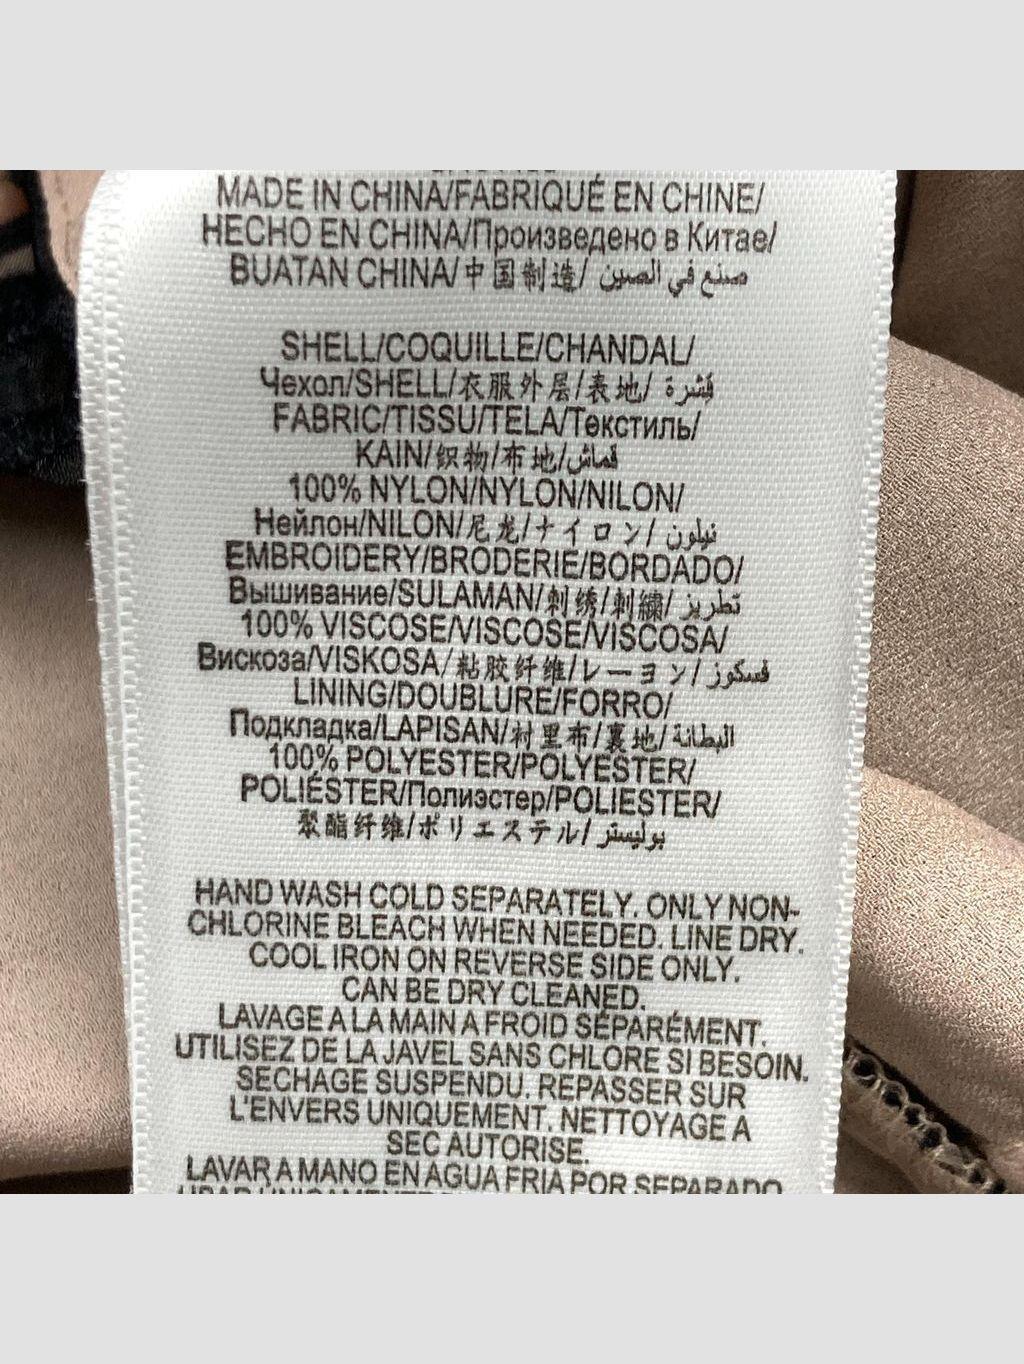 MADE IN CHINA/FABRIQUÉ EN CHINE/
HECHO EN CHINA/Произведено в Китае/
BUATAN CHINA/中国制造/ صنع في الصين
SHELL/COQUILLE/CHANDAL/
Чехол/SHELL/衣服外层/表地/ قشرة
FABRIC/TISSU/TELA/Текстиль/
KAIN/织物/布地/قماش
100% NYLON/NYLON/NILON/
Нейлон/NILON/尼龙/ナイロン/ نيلون
EMBROIDERY/BRODERIE/BORDADO/
Вышивание/SULAMAN/刺绣/刺繍/ تطريز
100% VISCOSE/VISCOSE/VISCOSA/
Вискоза/VISKOSA/粘胶纤维/レーヨン/ فسكوز
LINING/DOUBLURE/FORRO/
Подкладка/LAPISAN/衬里布/裏地/ البطانة
100% POLYESTER/POLYESTER/
POLIÉSTER/Полиэстер/POLIESTER/
聚酯纤维/ポリエステル/ بوليستر
HAND WASH COLD SEPARATELY. ONLY NON-
CHLORINE BLEACH WHEN NEEDED. LINE DRY.
COOL IRON ON REVERSE SIDE ONLY.
CAN BE DRY CLEANED.
LAVAGE A LA MAIN A FROID SÉPARÉMENT.
UTILISEZ DE LA JAVEL SANS CHLORE SI BESOIN.
SECHAGE SUSPENDU. REPASSER SUR
L'ENVERS UNIQUEMENT. NETTOYAGE A
SEC AUTORISE.
LAVAR A MANO EN AGUA FRIA POR SEPARADO